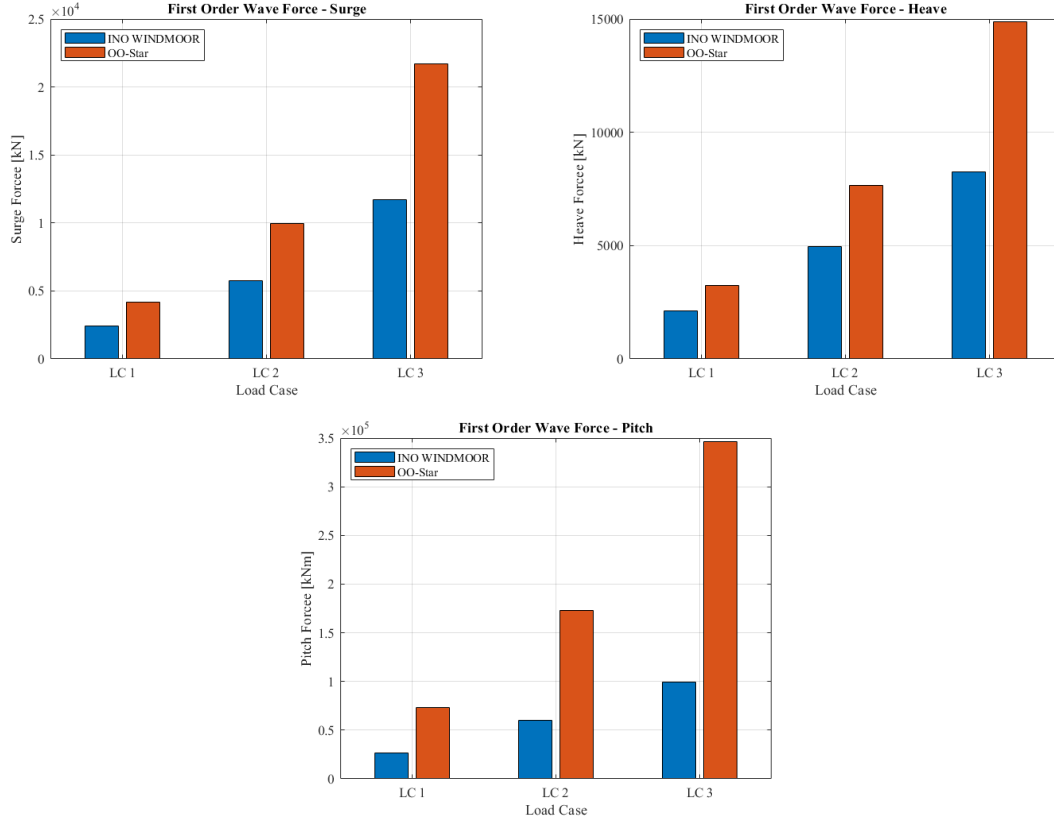 First Order Wave Force - Surge
×10⁴
2.5
2
1.5
1
0.5
0
Surge Forcee [kN]
INO WINDMOOR
OO-Star
LC 1
LC 2
LC 3
Load Case
First Order Wave Force - Heave
15000
10000
5000
0
Heave Forcee [kN]
INO WINDMOOR
OO-Star
LC 1
LC 2
LC 3
Load Case
First Order Wave Force - Pitch
×10⁵
3.5
3
2.5
2
1.5
1
0.5
0
Pitch Forcee [kNm]
INO WINDMOOR
OO-Star
LC 1
LC 2
LC 3
Load Case